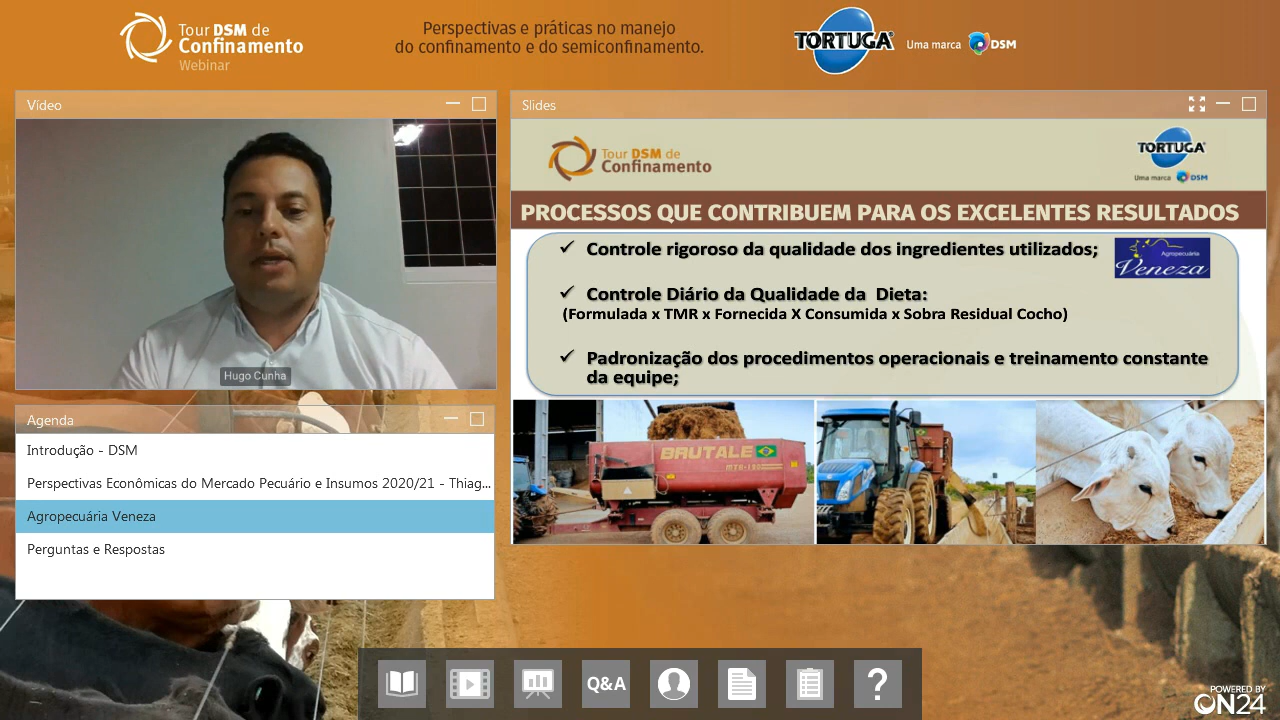 Tour DSM de
Confinamento
Webinar
Perspectivas e práticas no manejo
do confinamento e do semiconfinamento.
TORTUGA
Uma marca DSM
Vídeo
Hugo Cunha
Slides
Tour DSM de
Confinamento
TORTUGA
Uma marca DSM
PROCESSOS QUE CONTRIBUEM PARA OS EXCELENTES RESULTADOS
✓ Controle rigoroso da qualidade dos ingredientes utilizados;
Agropecuária
Veneza
✓ Controle Diário da Qualidade da Dieta:
(Formulada x TMR x Fornecida X Consumida x Sobra Residual Cocho)
✓ Padronização dos procedimentos operacionais e treinamento constante
da equipe;
BRUTALE
Agenda
Introdução - DSM
Perspectivas Econômicas do Mercado Pecuário e Insumos 2020/21 - Thiag...
Agropecuária Veneza
Perguntas e Respostas
Q&A
?
POWERED BY
ON24